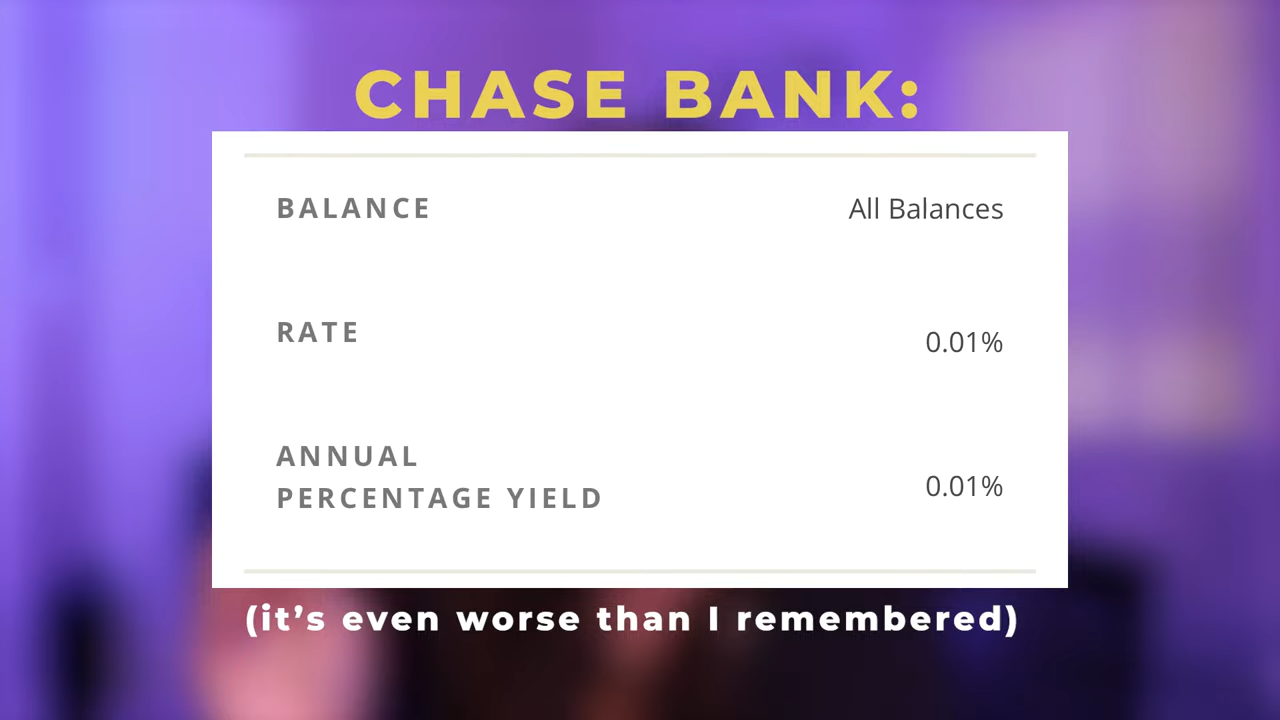 CHASE BANK:
BALANCE All Balances
RATE 0.01%
ANNUAL
PERCENTAGE YIELD 0.01%
(it’s even worse than I remembered)